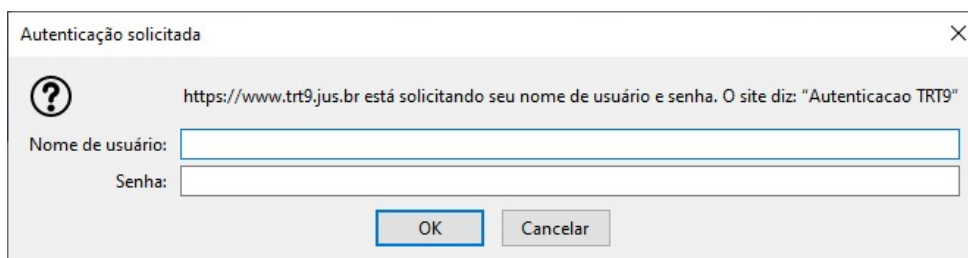 Autenticação solicitada
https://www.trt9.jus.br está solicitando seu nome de usuário e senha. O site diz: "Autenticacao TRT9"
Nome de usuário:
Senha:
OK Cancelar